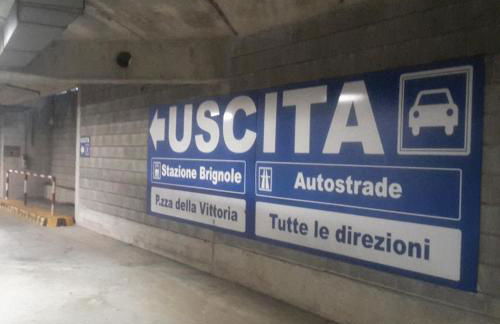 USCITA
Stazione Brignole
P.zza della Vittoria
Autostrade
Tutte le direzioni